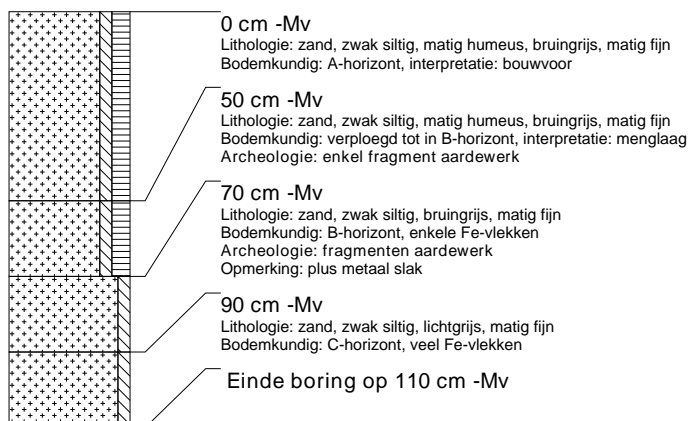 0 cm -Mv
Lithologie: zand, zwak siltig, matig humeus, bruingrijs, matig fijn
Bodemkundig: A-horizont, interpretatie: bouwvoor
50 cm -Mv
Lithologie: zand, zwak siltig, matig humeus, bruingrijs, matig fijn
Bodemkundig: verploegd tot in B-horizont, interpretatie: menglaag
Archeologie: enkel fragment aardewerk
70 cm -Mv
Lithologie: zand, zwak siltig, bruingrijs, matig fijn
Bodemkundig: B-horizont, enkele Fe-vlekken
Archeologie: fragmenten aardewerk
Opmerking: plus metaal slak
90 cm -Mv
Lithologie: zand, zwak siltig, lichtgrijs, matig fijn
Bodemkundig: C-horizont, veel Fe-vlekken
Einde boring op 110 cm -Mv